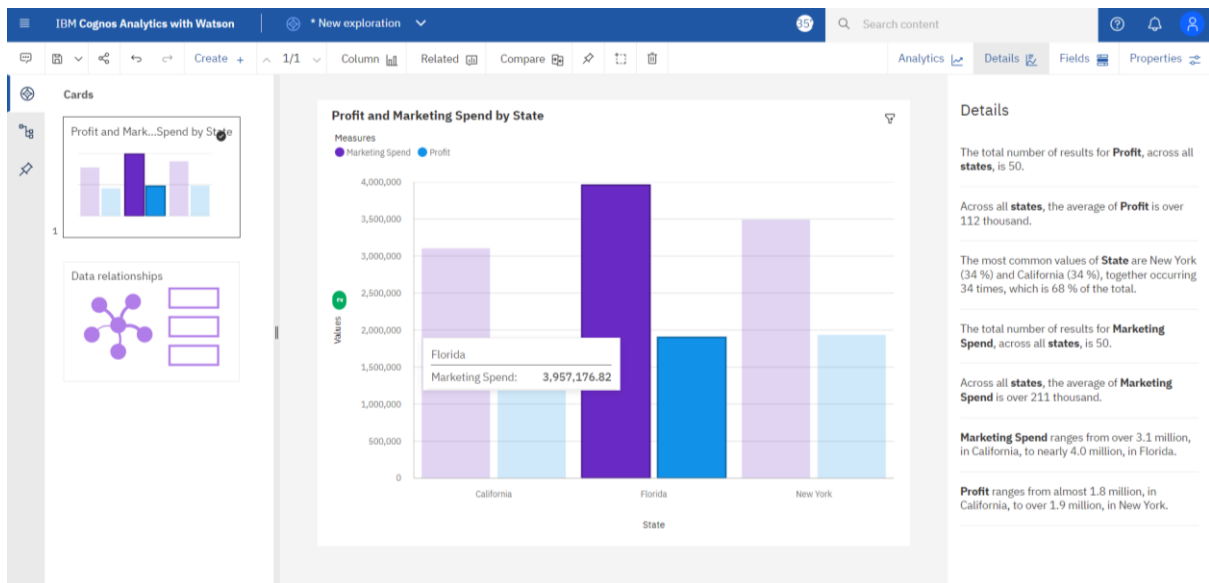 IBM Cognos Analytics with Watson
* New exploration
Search content
Create +
1/1
Column
Related
Compare
Analytics
Details
Fields
Properties
Cards
Profit and Mark...Spend by State
1
Data relationships
Profit and Marketing Spend by State
Measures
Marketing Spend
Profit
4,000,000
3,500,000
3,000,000
2,500,000
2,000,000
1,500,000
1,000,000
500,000
0
Values
Florida
Marketing Spend: 3,957,176.82
California
Florida
New York
State
Details
The total number of results for Profit, across all
states, is 50.
Across all states, the average of Profit is over
112 thousand.
The most common values of State are New York
(34 %) and California (34 %), together occurring
34 times, which is 68 % of the total.
The total number of results for Marketing
Spend, across all states, is 50.
Across all states, the average of Marketing
Spend is over 211 thousand.
Marketing Spend ranges from over 3.1 million,
in California, to nearly 4.0 million, in Florida.
Profit ranges from almost 1.8 million, in
California, to over 1.9 million, in New York.